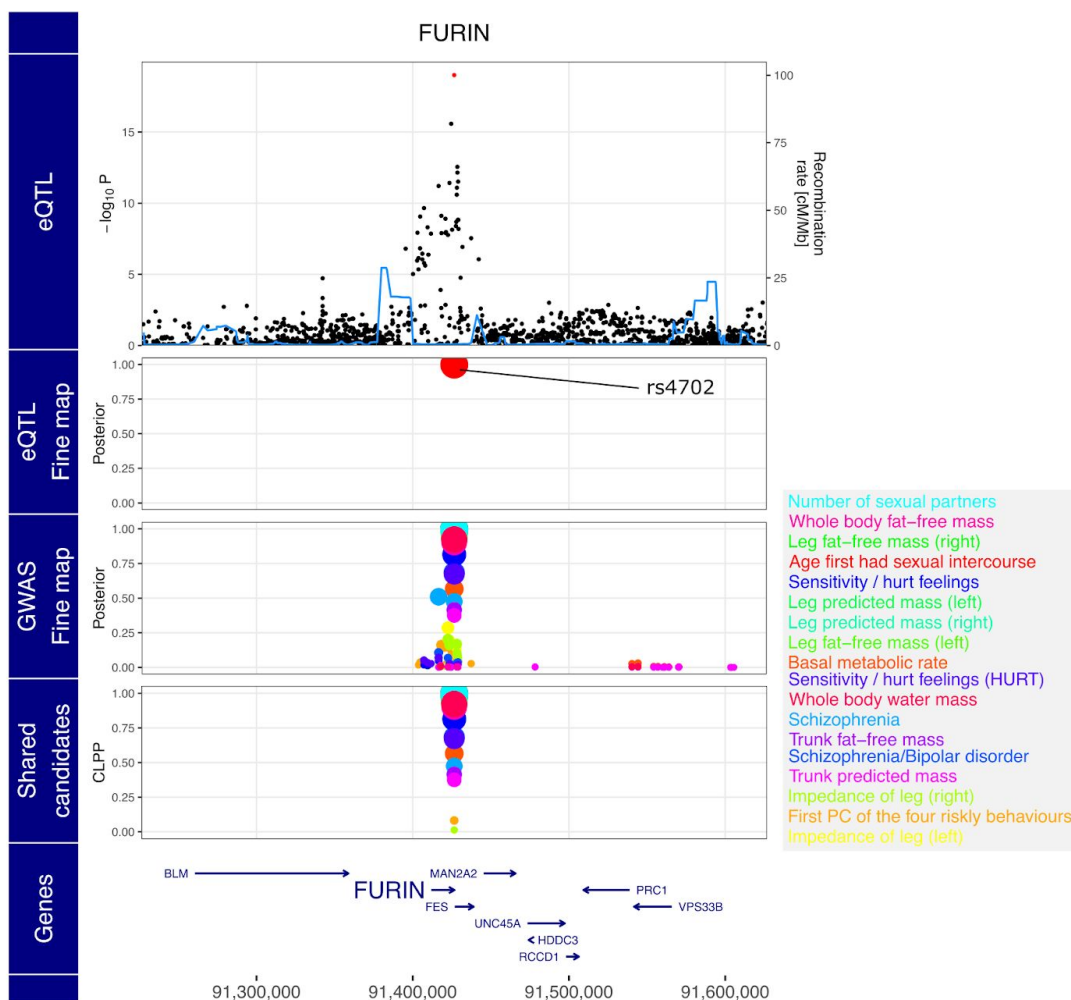 FURIN
eQTL
−log10 P
15
10
5
0
100
75
50
25
0
Recombination
rate [cM/Mb]
eQTL
Fine map
Posterior
1.00
0.75
0.50
0.25
0.00
rs4702
GWAS
Fine map
Posterior
1.00
0.75
0.50
0.25
0.00
Shared
candidates
CLPP
1.00
0.75
0.50
0.25
0.00
Number of sexual partners
Whole body fat−free mass
Leg fat−free mass (right)
Age first had sexual intercourse
Sensitivity / hurt feelings
Leg predicted mass (left)
Leg predicted mass (right)
Leg fat−free mass (left)
Basal metabolic rate
Sensitivity / hurt feelings (HURT)
Whole body water mass
Schizophrenia
Trunk fat−free mass
Schizophrenia/Bipolar disorder
Trunk predicted mass
Impedance of leg (right)
First PC of the four riskly behaviours
Impedance of leg (left)
Genes
BLM
MAN2A2
FURIN
PRC1
FES
VPS33B
UNC45A
HDDC3
RCCD1
91,300,000
91,400,000
91,500,000
91,600,000